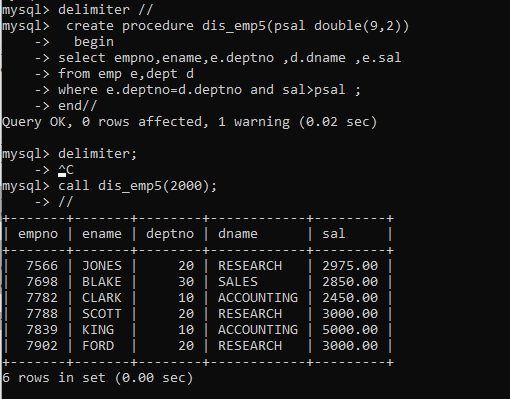 mysql> delimiter //
mysql>  create procedure dis_emp5(psal double(9,2))
    ->   begin
    -> select empno,ename,e.deptno ,d.dname ,e.sal
    -> from emp e,dept d
    -> where e.deptno=d.deptno and sal>psal ;
    -> end//
Query OK, 0 rows affected, 1 warning (0.02 sec)

mysql> delimiter;
    -> ^C
mysql> call dis_emp5(2000);
    -> //
+-------+-------+--------+------------+---------+
| empno | ename | deptno | dname      | sal     |
+-------+-------+--------+------------+---------+
|  7566 | JONES |     20 | RESEARCH   | 2975.00 |
|  7698 | BLAKE |     30 | SALES      | 2850.00 |
|  7782 | CLARK |     10 | ACCOUNTING | 2450.00 |
|  7788 | SCOTT |     20 | RESEARCH   | 3000.00 |
|  7839 | KING  |     10 | ACCOUNTING | 5000.00 |
|  7902 | FORD  |     20 | RESEARCH   | 3000.00 |
+-------+-------+--------+------------+---------+
6 rows in set (0.00 sec)